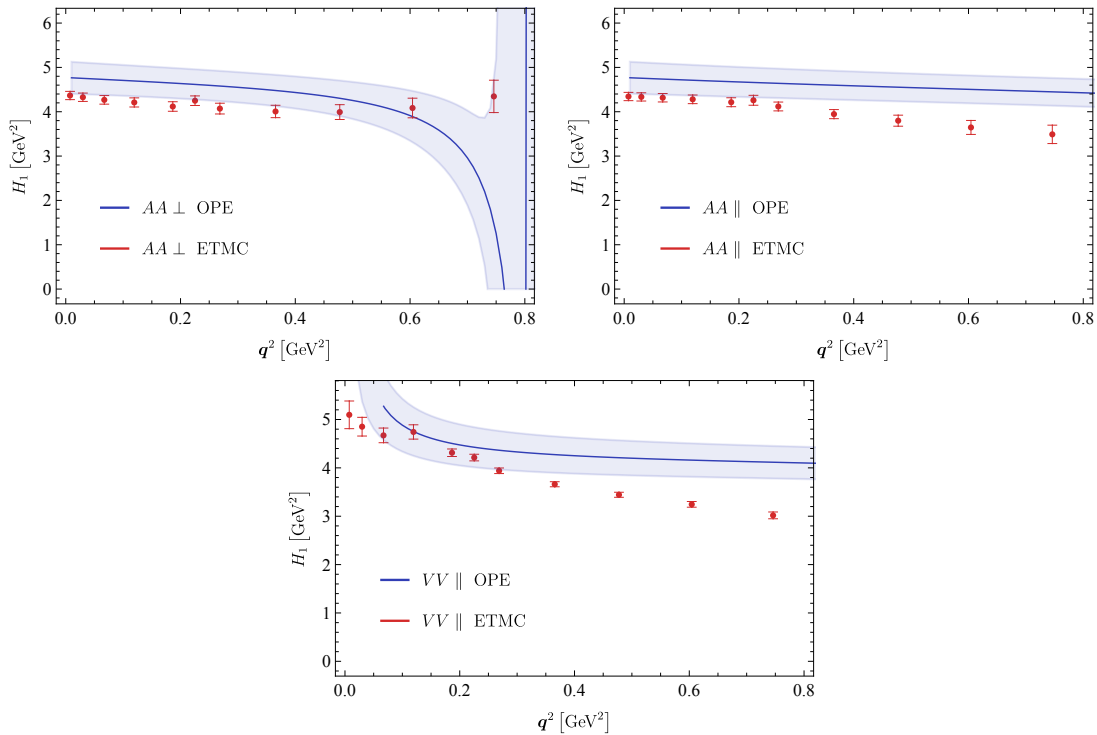 6
5
4
3
2
1
0
H₁ [GeV²]
AA ⊥ OPE
AA ⊥ ETMC
0.0 0.2 0.4 0.6 0.8
q² [GeV²]
6
5
4
3
2
1
0
H₁ [GeV²]
AA ∥ OPE
AA ∥ ETMC
0.0 0.2 0.4 0.6 0.8
q² [GeV²]
5
4
3
2
1
0
H₁ [GeV²]
VV ∥ OPE
VV ∥ ETMC
0.0 0.2 0.4 0.6 0.8
q² [GeV²]